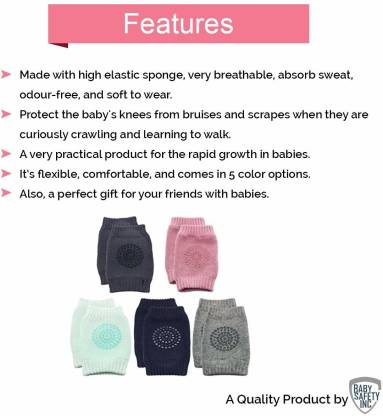 Features
Made with high elastic sponge, very breathable, absorb sweat,
odour-free, and soft to wear.
Protect the baby's knees from bruises and scrapes when they are
curiously crawling and learning to walk.
A very practical product for the rapid growth in babies.
It's flexible, comfortable, and comes in 5 color options.
Also, a perfect gift for your friends with babies.
A Quality Product by
BABY
SAFETY
INC